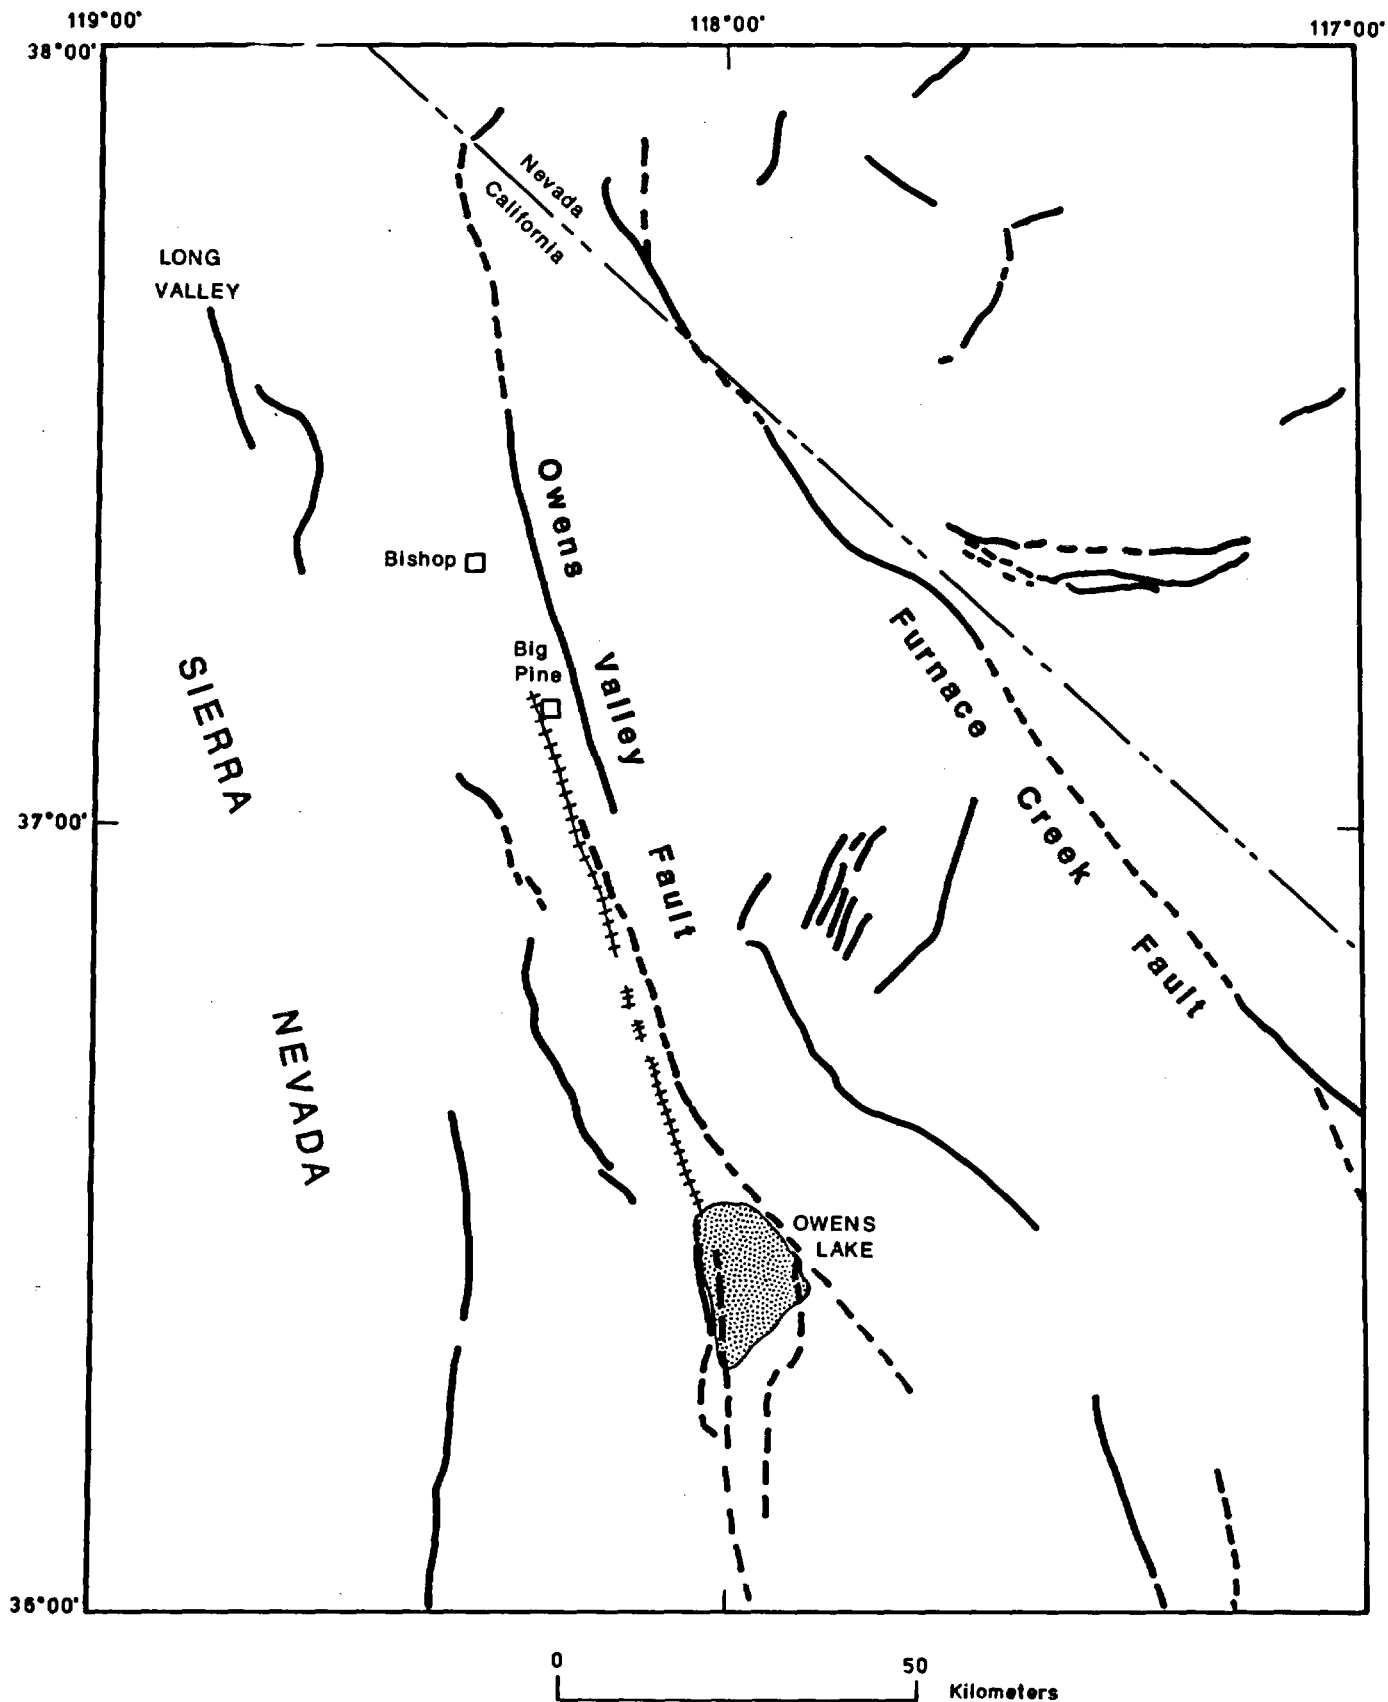 119°00'
118°00'
117°00'
38°00'
Nevada
California
LONG
VALLEY
Owens
Valley
Fault
Bishop
Big
Pine
Furnace
Creek
Fault
SIERRA
NEVADA
37°00'
OWENS
LAKE
36°00'
0
50
Kilometers